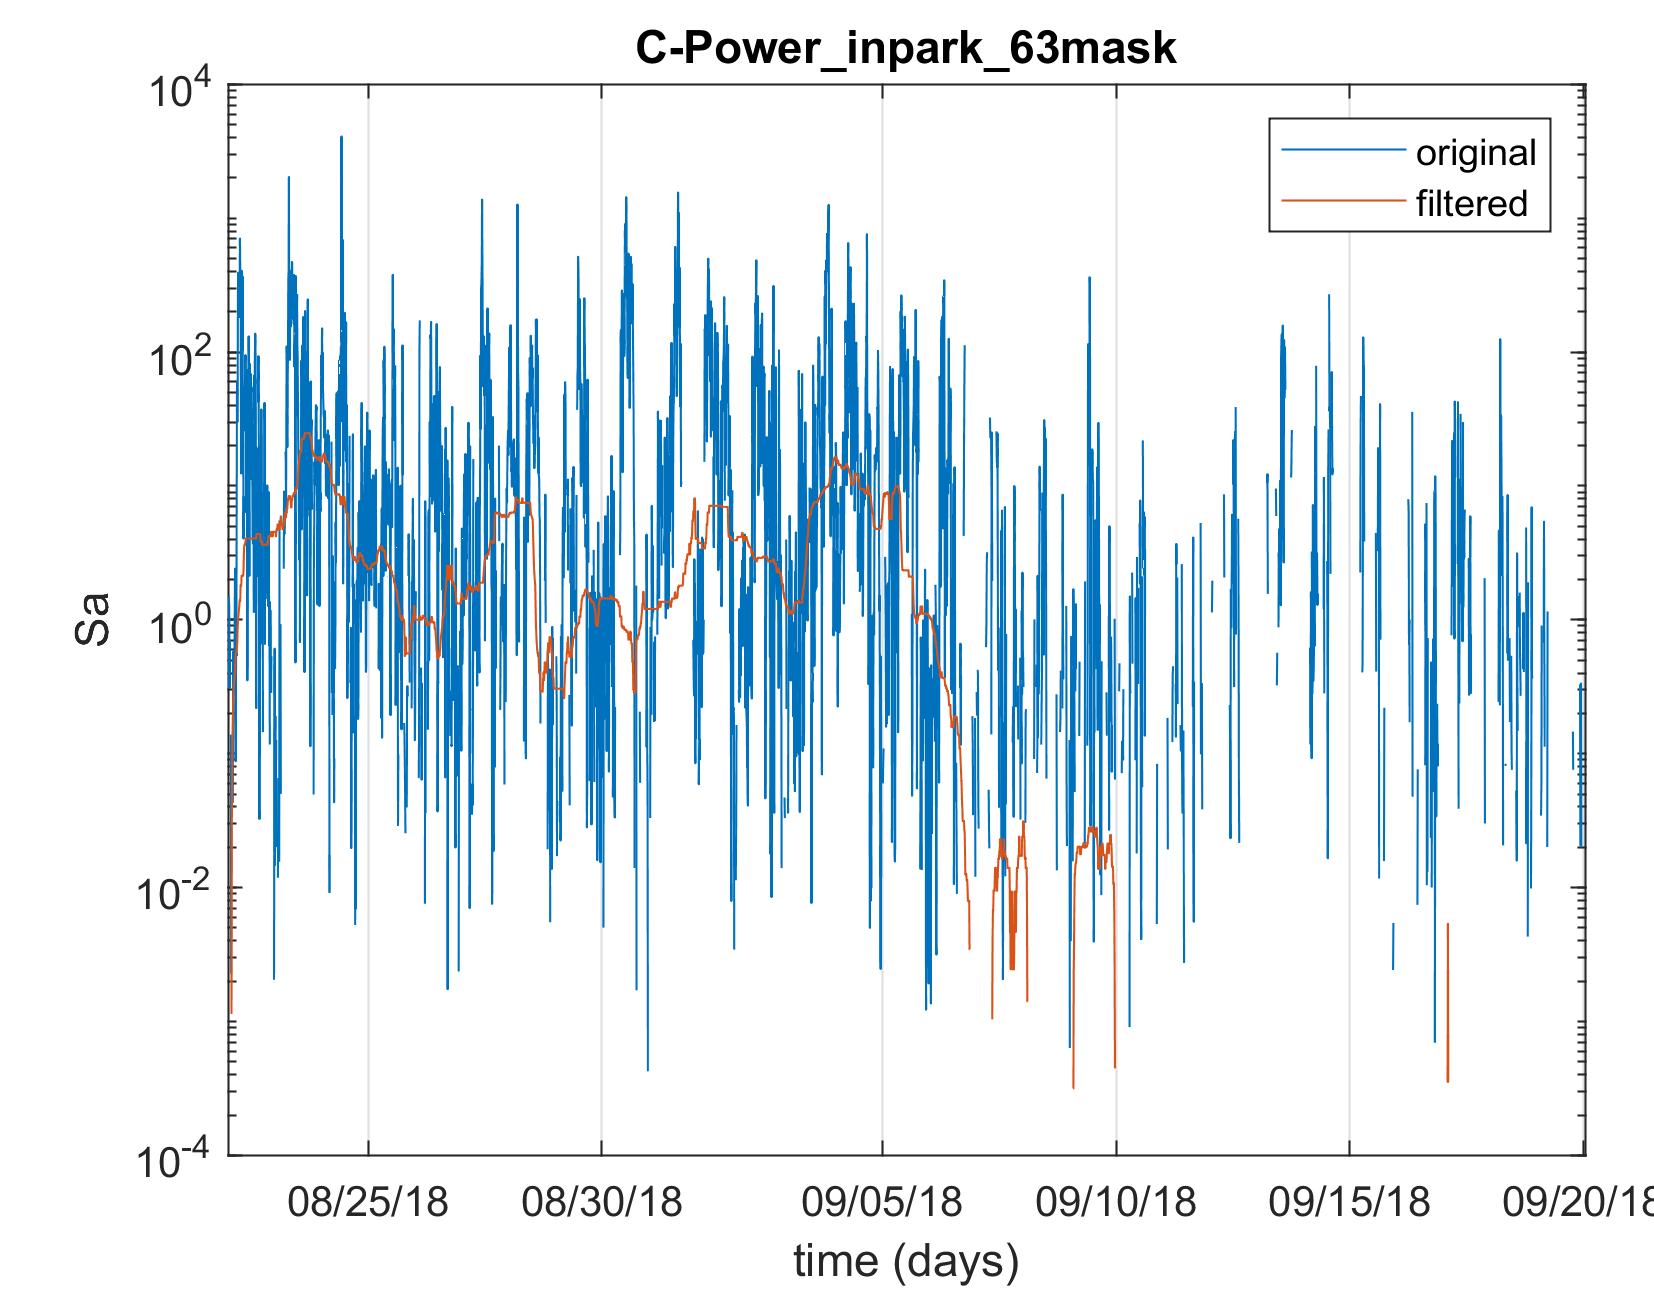 C-Power_inpark_63mask
10^4
10^2
10^0
10^-2
10^-4
Sa
original
filtered
08/25/18 08/30/18 09/05/18 09/10/18 09/15/18 09/20/18
time (days)